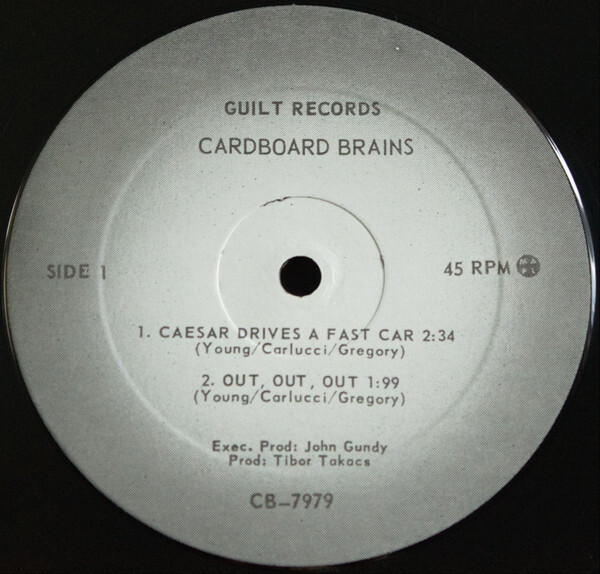 GUILT RECORDS
CARDBOARD BRAINS
SIDE 1
45 RPM
1. CAESAR DRIVES A FAST CAR 2:34
(Young/Carlucci/Gregory)
2. OUT, OUT, OUT 1:99
(Young/Carlucci/Gregory)
Exec. Prod: John Gundy
Prod: Tibor Takacs
CB-7979